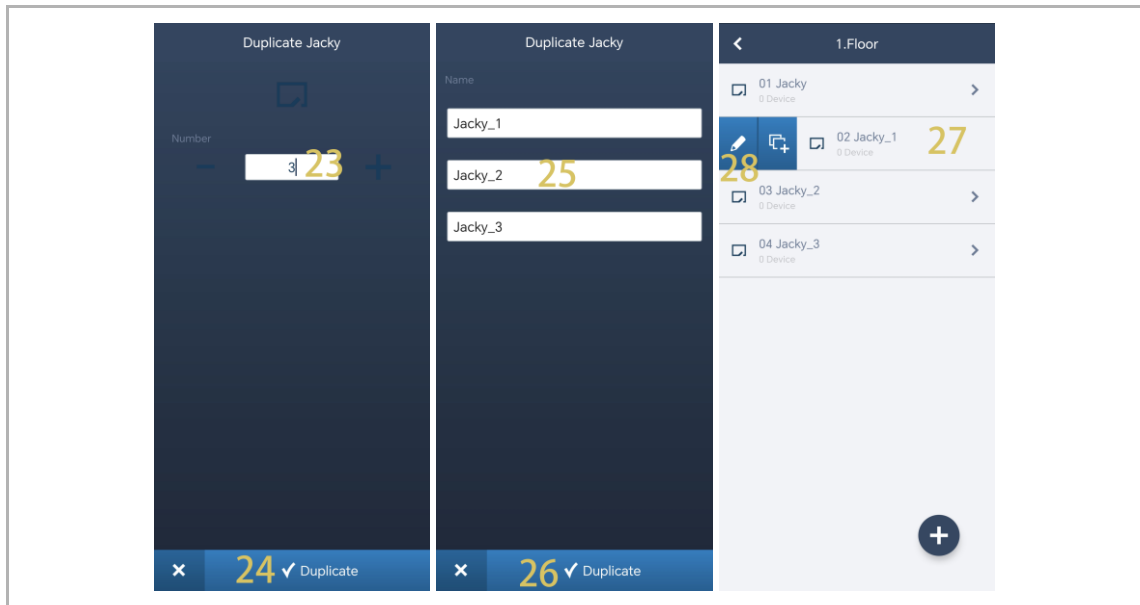 Duplicate Jacky
Number
3
23
24
Duplicate
Duplicate Jacky
Name
Jacky_1
Jacky_2
25
Jacky_3
26
Duplicate
1.Floor
01 Jacky
0 Device
02 Jacky_1
0 Device
27
28
03 Jacky_2
0 Device
04 Jacky_3
0 Device